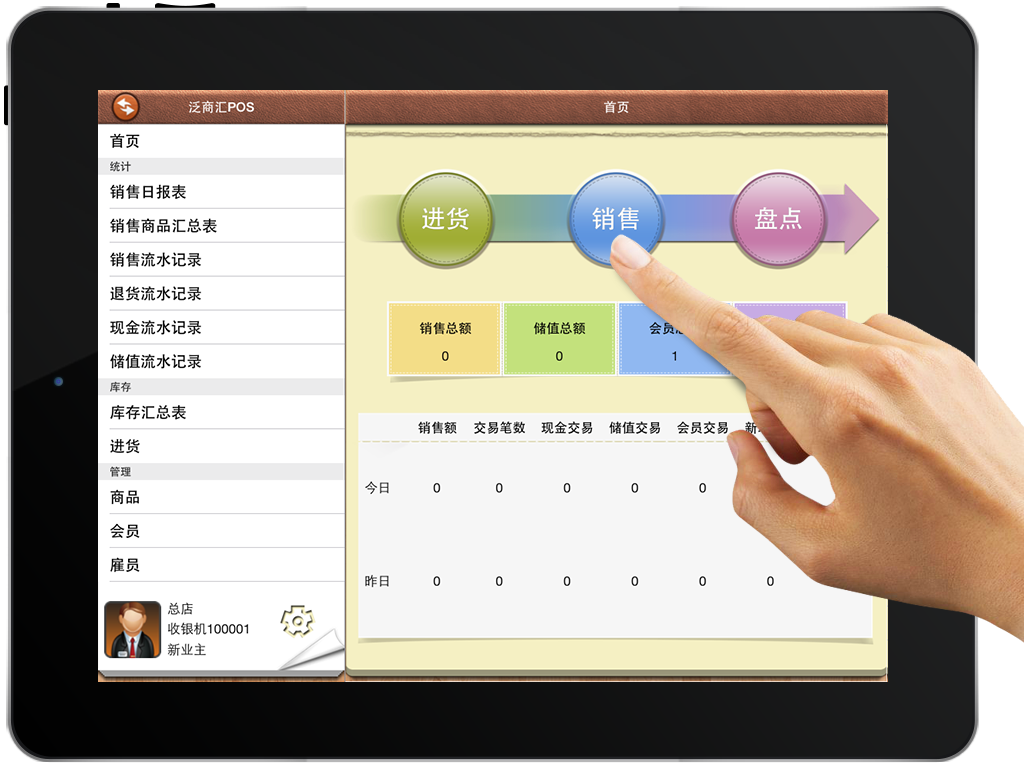 泛商汇POS
首页
首页
统计
销售日报表
销售商品汇总表
销售流水记录
退货流水记录
现金流水记录
储值流水记录
库存
库存汇总表
进货
管理
商品
会员
雇员
总店
收银机100001
新业主
进货 销售 盘点
销售总额 储值总额 会员
0 0 1
销售额 交易笔数 现金交易 储值交易 会员交易 新
今日 0 0 0 0 0
昨日 0 0 0 0 0 0